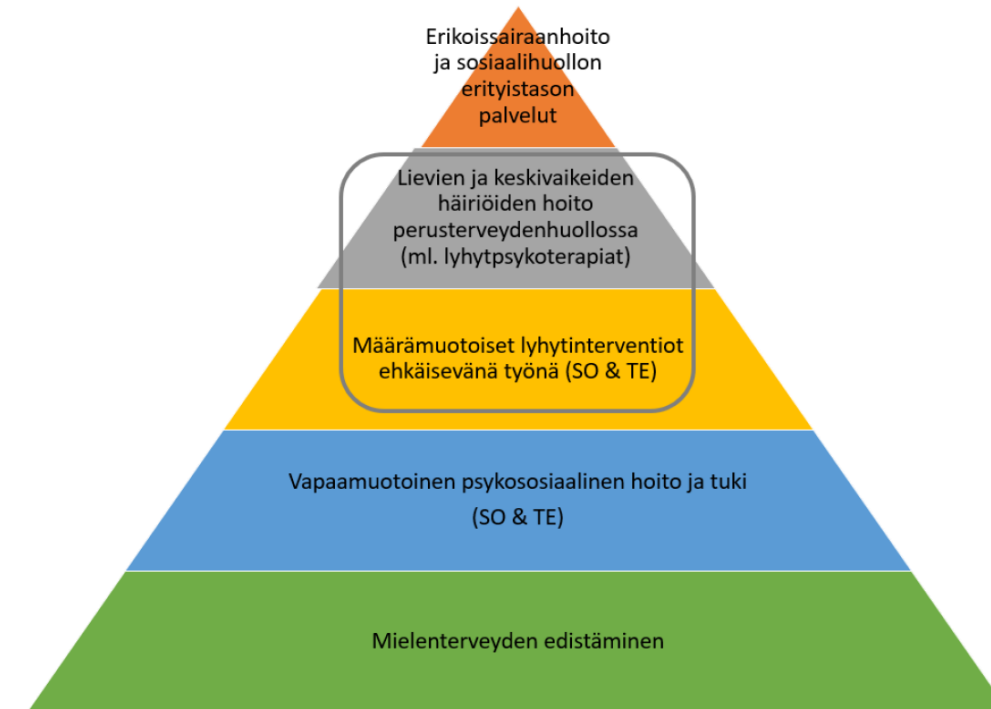 Erikoissairaanhoito
ja sosiaalihuollon
erityistason
palvelut
Lievien ja keskivaikeiden
häiriöiden hoito
perusterveydenhuollossa
(ml. lyhytpsykoterapiat)
Määrämuotoiset lyhytinterventiot
ehkäisevänä työnä (SO & TE)
Vapaamuotoinen psykososiaalinen hoito ja tuki
(SO & TE)
Mielenterveyden edistäminen